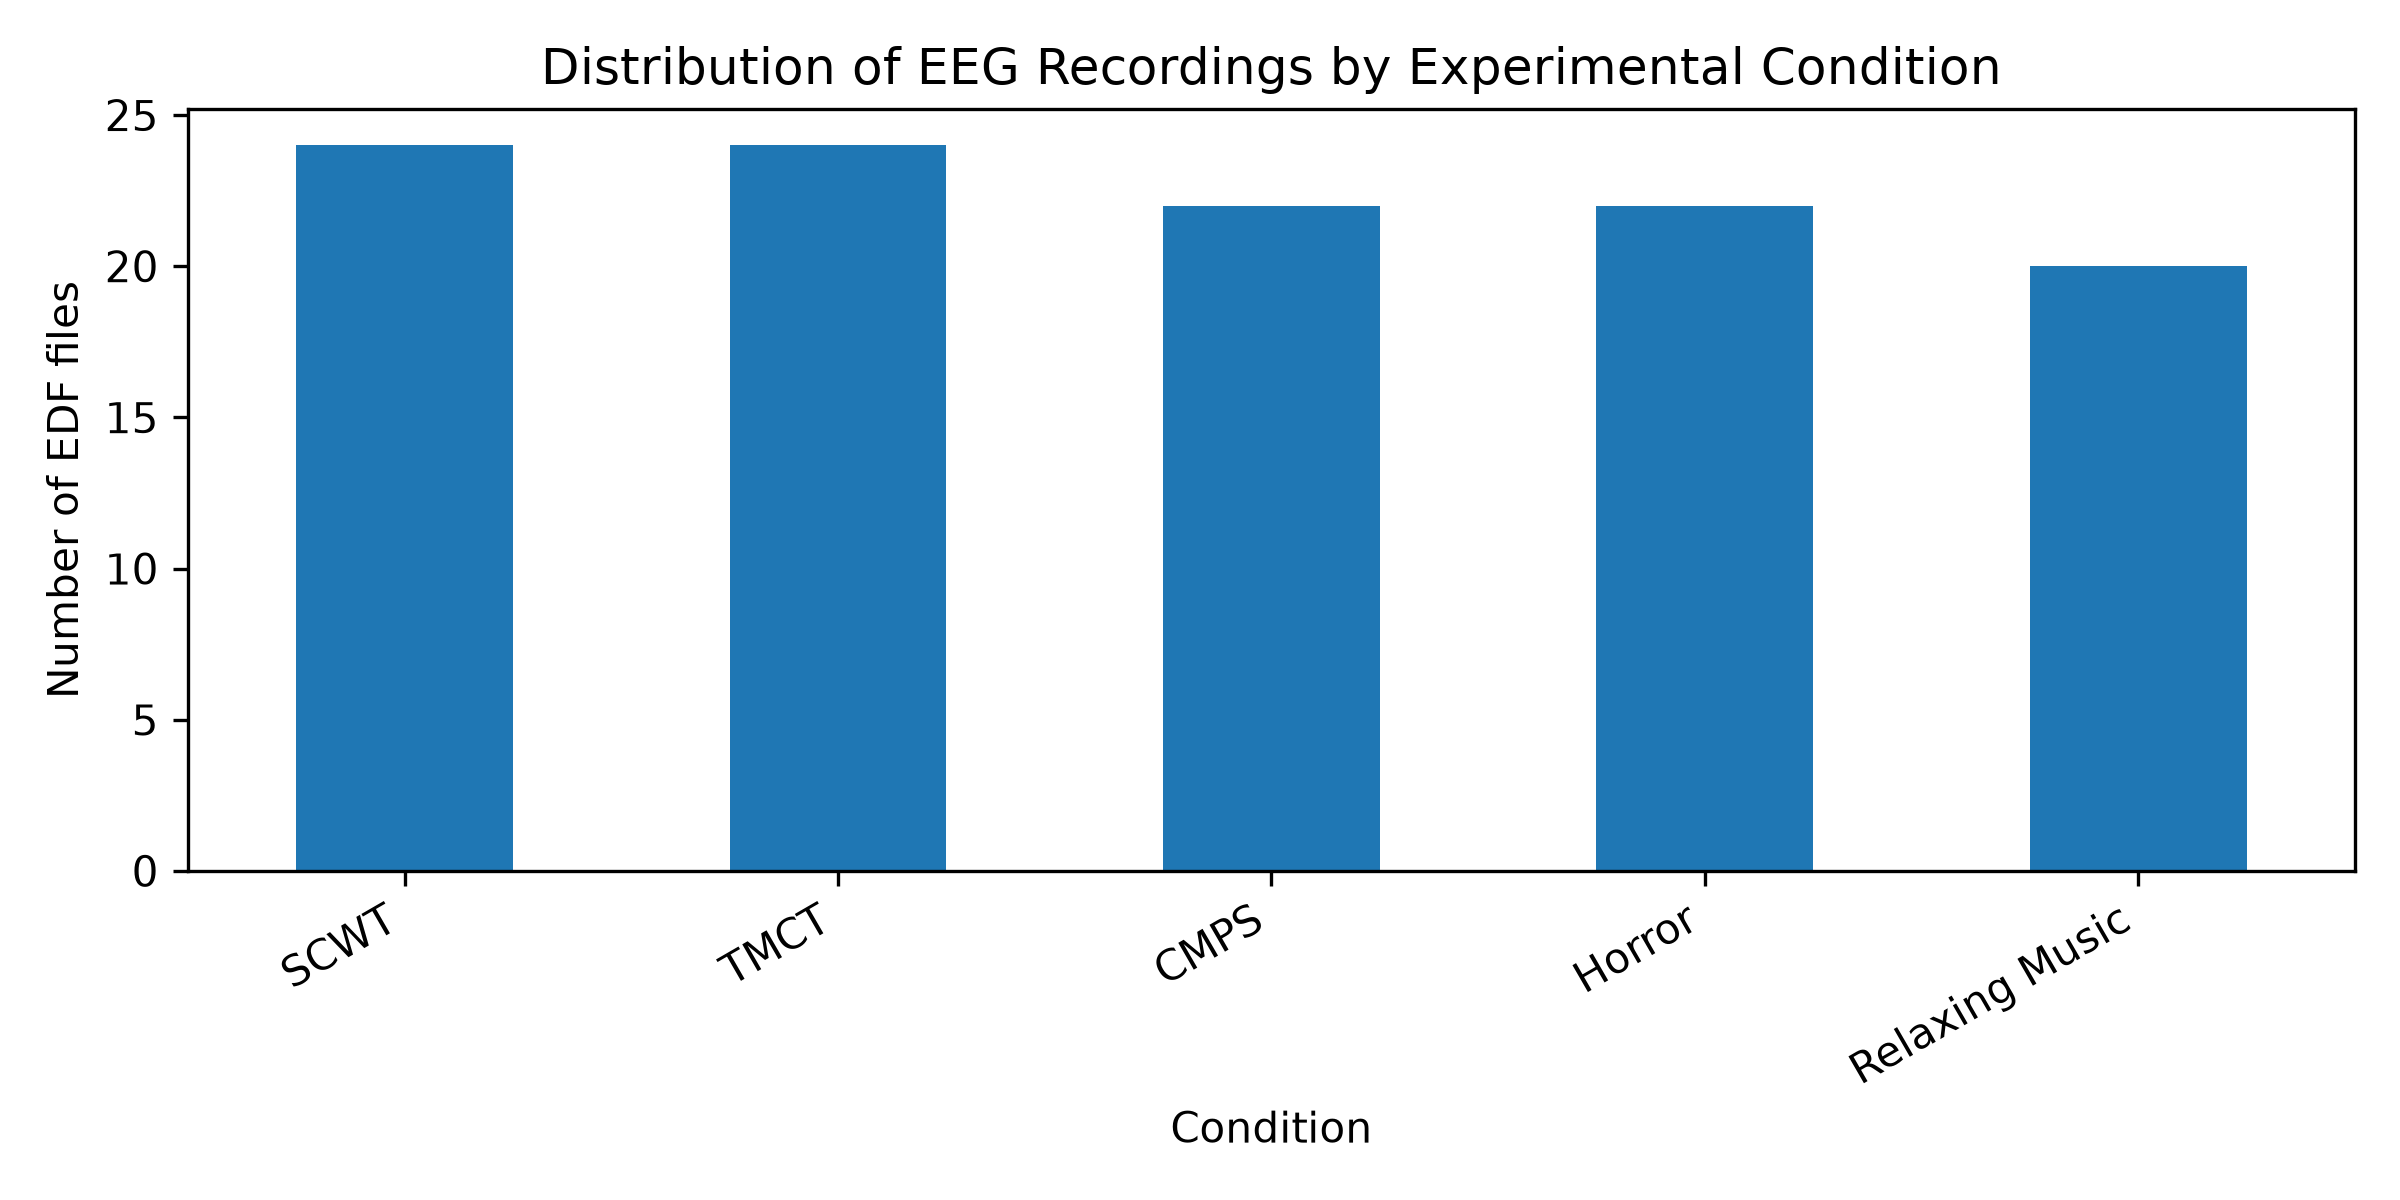 Distribution of EEG Recordings by Experimental Condition
25
20
15
10
5
0
Number of EDF files
SCWT
TMCT
CMPS
Horror
Relaxing Music
Condition